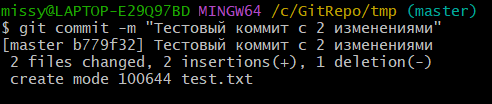 missy@LAPTOP-E29Q97BD MINGW64 /c/GitRepo/tmp (master)
$ git commit -m "Тестовый коммит с 2 изменениями"
[master b779f32] Тестовый коммит с 2 изменениями
 2 files changed, 2 insertions(+), 1 deletion(-)
 create mode 100644 test.txt